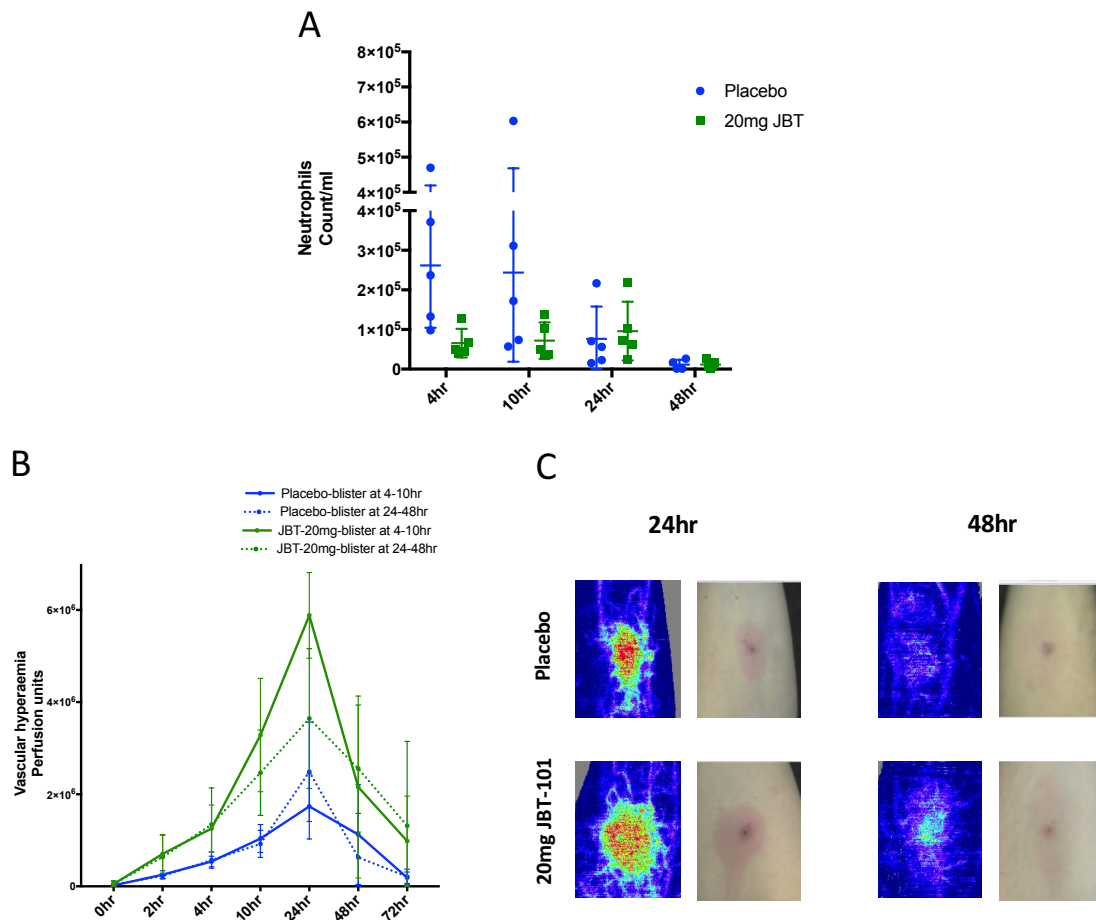 A
8×10⁵
7×10⁵
6×10⁵
5×10⁵
4×10⁵
4×10⁵
3×10⁵
2×10⁵
1×10⁵
0
Neutrophils
Count/ml
4hr
10hr
24hr
48hr
Placebo
20mg JBT
B
Placebo-blister at 4-10hr
Placebo-blister at 24-48hr
JBT-20mg-blister at 4-10hr
JBT-20mg-blister at 24-48hr
Vascular hyperaemia
Perfusion units
6×10⁶
4×10⁶
2×10⁶
0
0hr
2hr
4hr
10hr
24hr
48hr
72hr
C
24hr
48hr
Placebo
20mg JBT-101